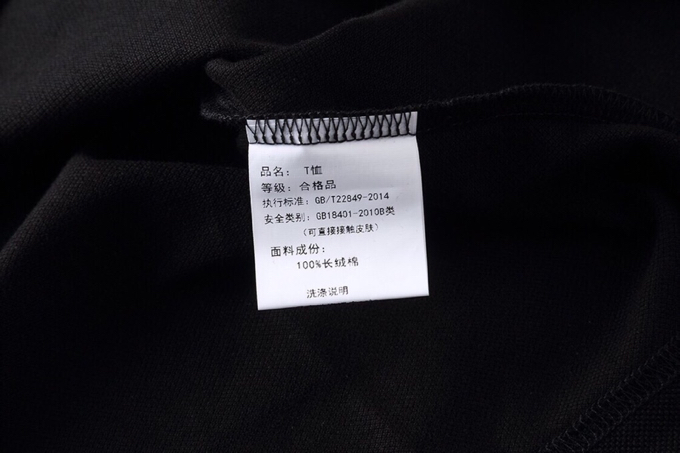 品名： T恤
等级：合格品
执行标准：GB/T22849-2014
安全类别：GB18401-2010B类
（可直接接触皮肤）
面料成份：
100%长绒棉
洗涤说明